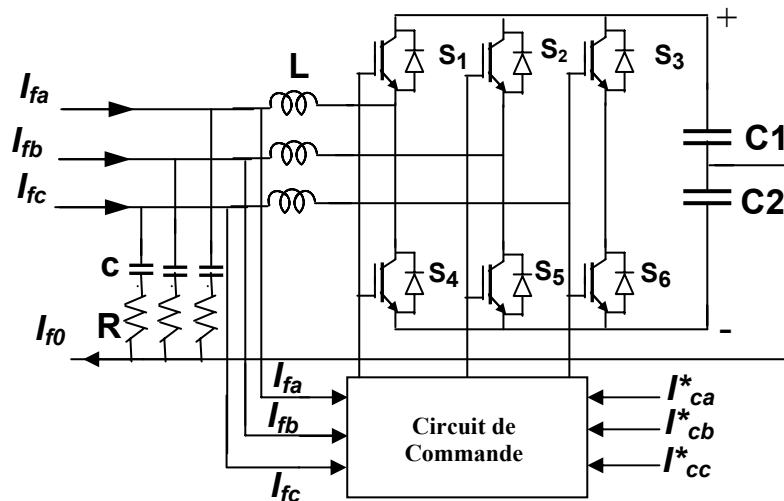 +
S1
S2
S3
L
Ifa
Ifb
Ifc
C1
C2
c
R
S4
S5
S6
-
If0
Ifa
Ifb
Ifc
Circuit de
Commande
I*ca
I*cb
I*cc